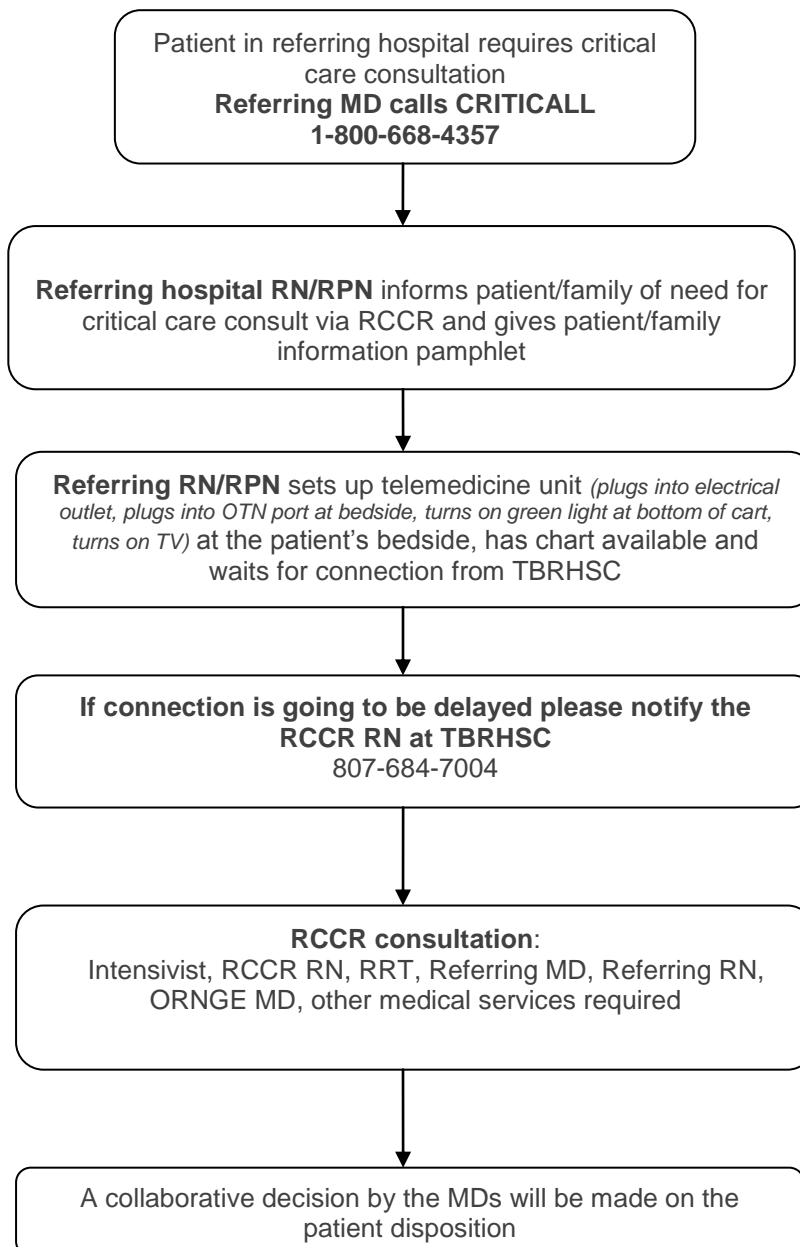 Patient in referring hospital requires critical
care consultation
Referring MD calls CRITICALL
1-800-668-4357
Referring hospital RN/RPN informs patient/family of need for
critical care consult via RCCR and gives patient/family
information pamphlet
Referring RN/RPN sets up telemedicine unit (plugs into electrical
outlet, plugs into OTN port at bedside, turns on green light at bottom of cart,
turns on TV) at the patient's bedside, has chart available and
waits for connection from TBRHSC
If connection is going to be delayed please notify the
RCCR RN at TBRHSC
807-684-7004
RCCR consultation:
Intensivist, RCCR RN, RRT, Referring MD, Referring RN,
ORNGE MD, other medical services required
A collaborative decision by the MDs will be made on the
patient disposition